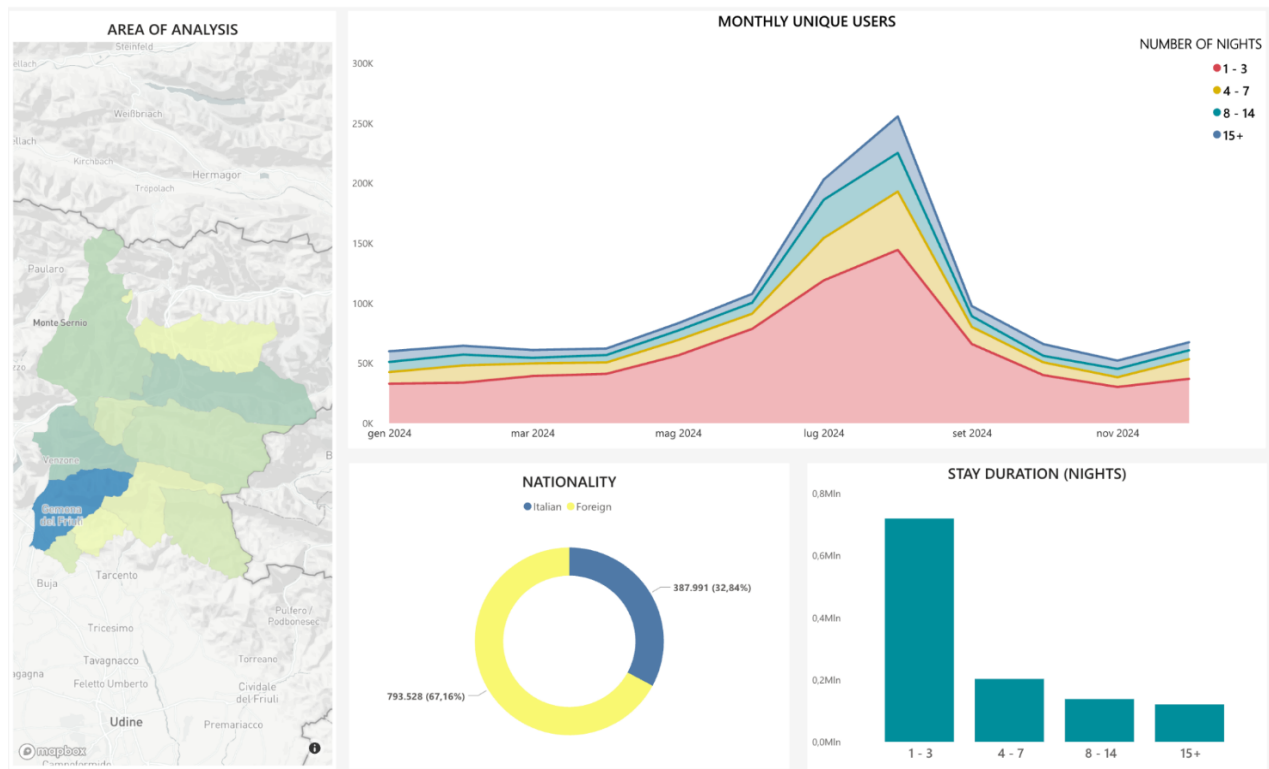 AREA OF ANALYSIS
Steinfeld
Weißbriach
Kirchbach
Hermagor
Tröpolach
Paularo
Monte Sernio
Venzone
Gemona
del Friuli
Buja
Tarcento
Pulfero /
Podbonesec
Tricesimo
Tavagnacco
Torreano
Feletto Umberto
Cividale
del Friuli
Udine
Premariacco
mapbox
MONTHLY UNIQUE USERS
NUMBER OF NIGHTS
1 - 3
4 - 7
8 - 14
15+
300K
250K
200K
150K
100K
50K
0K
gen 2024 mar 2024 mag 2024 lug 2024 set 2024 nov 2024
NATIONALITY
Italian Foreign
387.991 (32,84%)
793.528 (67,16%)
STAY DURATION (NIGHTS)
0,8Mln
0,6Mln
0,4Mln
0,2Mln
0,0Mln
1 - 3 4 - 7 8 - 14 15+